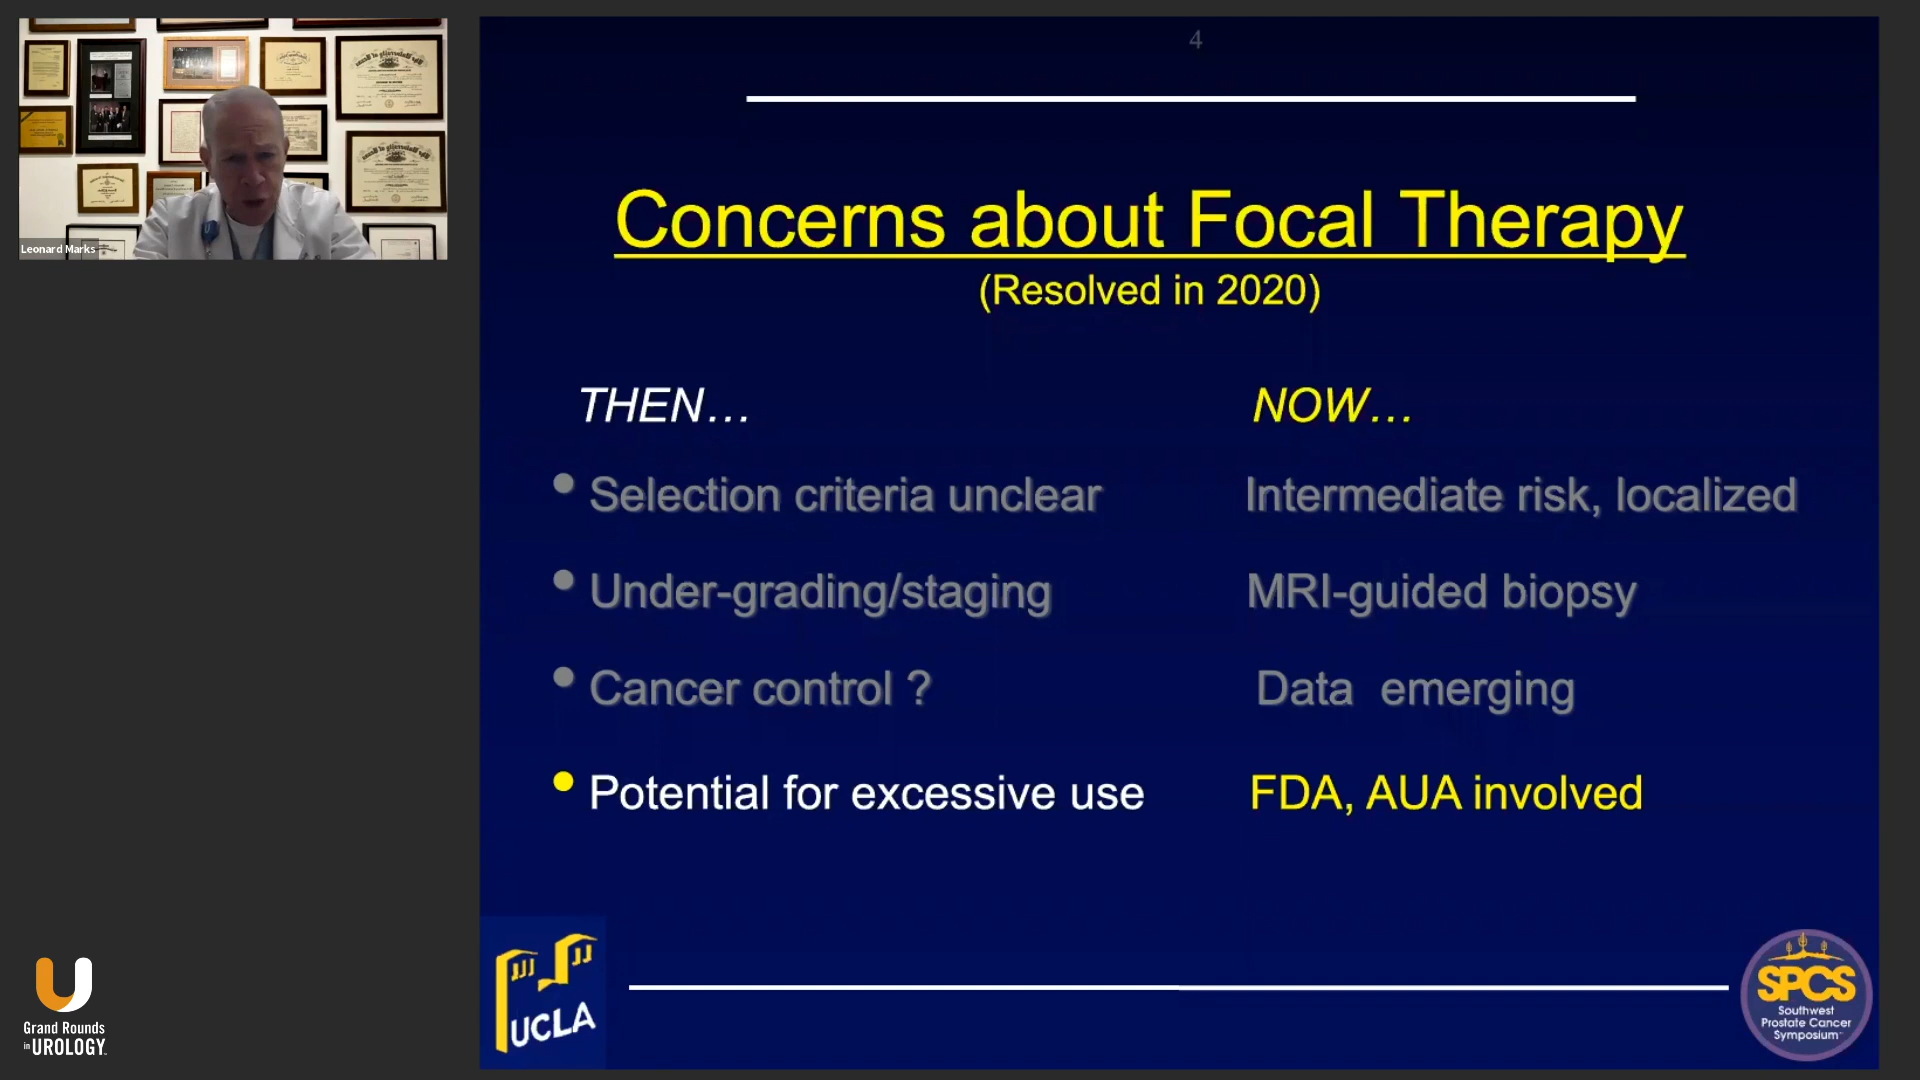 4
Leonard Marks
Concerns about Focal Therapy
(Resolved in 2020)
THEN… NOW…
• Selection criteria unclear Intermediate risk, localized
• Under-grading/staging MRI-guided biopsy
• Cancer control ? Data emerging
• Potential for excessive use FDA, AUA involved
UCLA
SPCS
Southwest
Prostate Cancer
Symposium
Grand Rounds
in UROLOGY